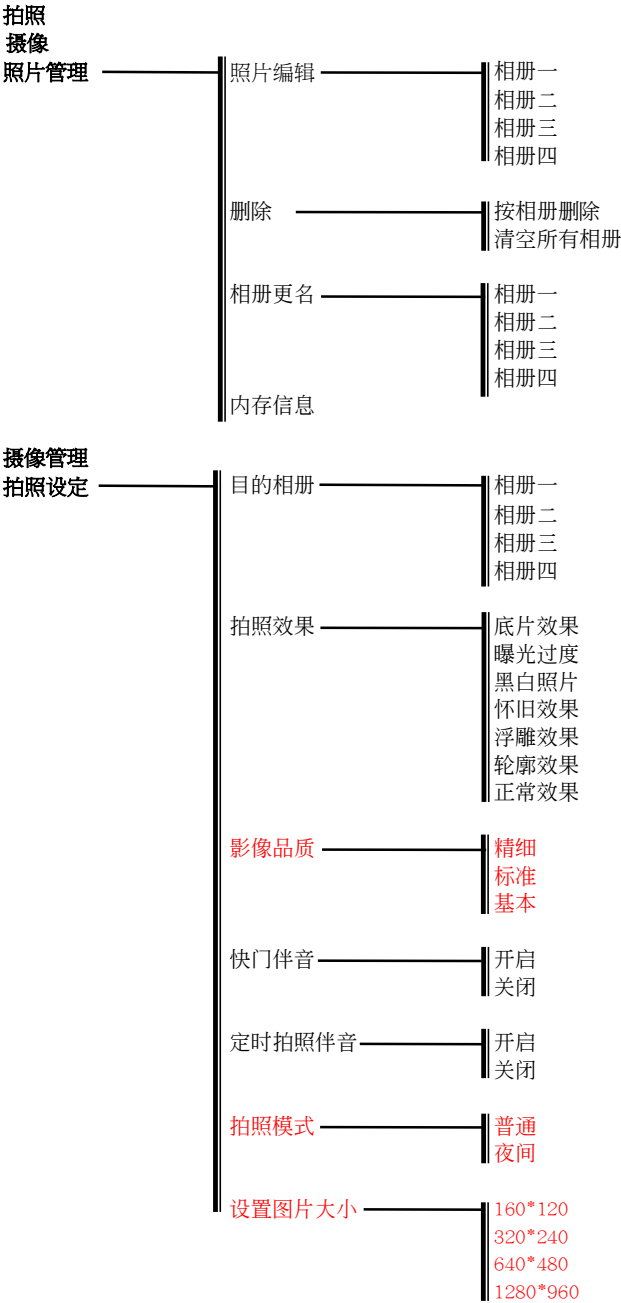 拍照
摄像
照片管理
照片编辑
相册一
相册二
相册三
相册四
删除
按相册删除
清空所有相册
相册更名
相册一
相册二
相册三
相册四
内存信息
摄像管理
拍照设定
目的相册
相册一
相册二
相册三
相册四
拍照效果
底片效果
曝光过度
黑白照片
怀旧效果
浮雕效果
轮廓效果
正常效果
影像品质
精细
标准
基本
快门伴音
开启
关闭
定时拍照伴音
开启
关闭
拍照模式
普通
夜间
设置图片大小
160*120
320*240
640*480
1280*960